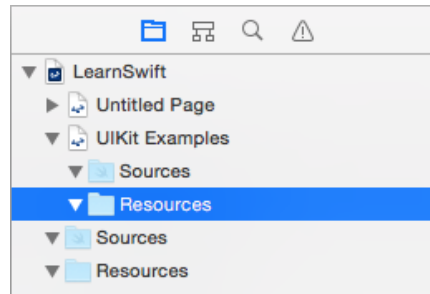 LearnSwift
Untitled Page
UIKit Examples
Sources
Resources
Sources
Resources